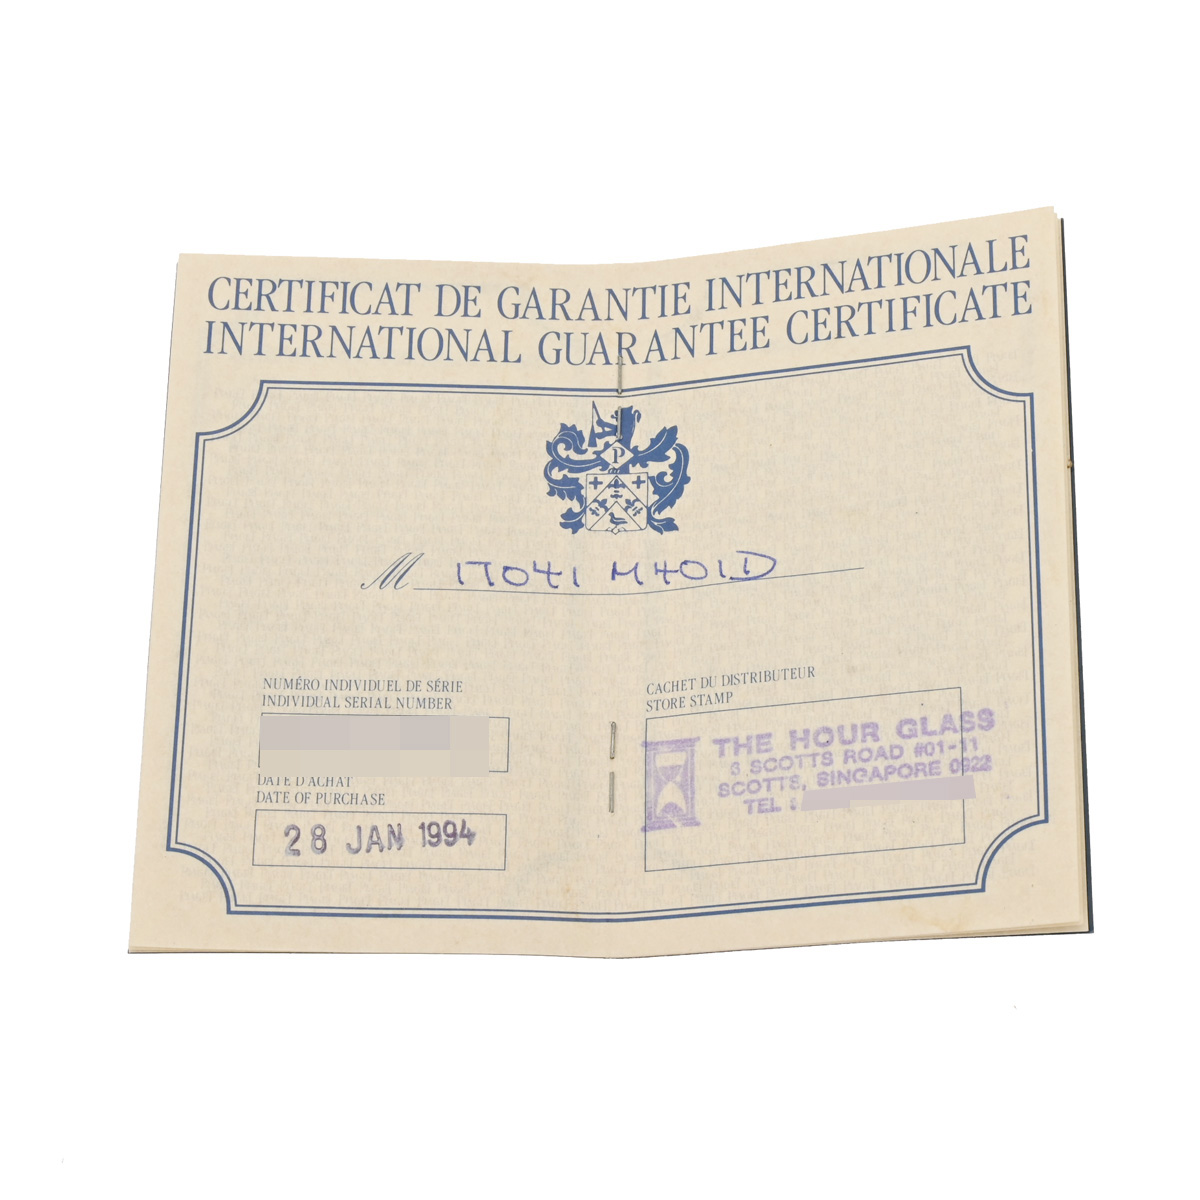 CERTIFICAT DE GARANTIE INTERNATIONALE
INTERNATIONAL GUARANTEE CERTIFICATE
P
M 17041 M401D
NUMÉRO INDIVIDUEL DE SÉRIE
INDIVIDUAL SERIAL NUMBER
DATE D'ACHAT
DATE OF PURCHASE
28 JAN 1994
CACHET DU DISTRIBUTEUR
STORE STAMP
THE HOUR GLASS
6 SCOTTS ROAD #01-11
SCOTTS, SINGAPORE 0922
TEL :